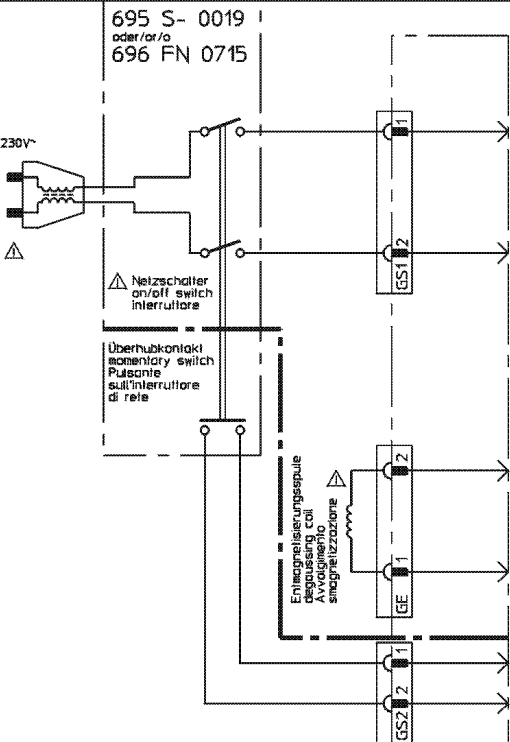 695 S- 0019
oder/or/o
696 FN 0715
230V~
Netzschalter
on/off switch
interruttore
Überhubkontakt
momentary switch
Pulsante
sull'interruttore
di rete
1
2
GS1
Entmagnetisierungsspule
degaussing coil
Avvolgimento
smagnetizzazione
2
1
GE
1
2
GS2